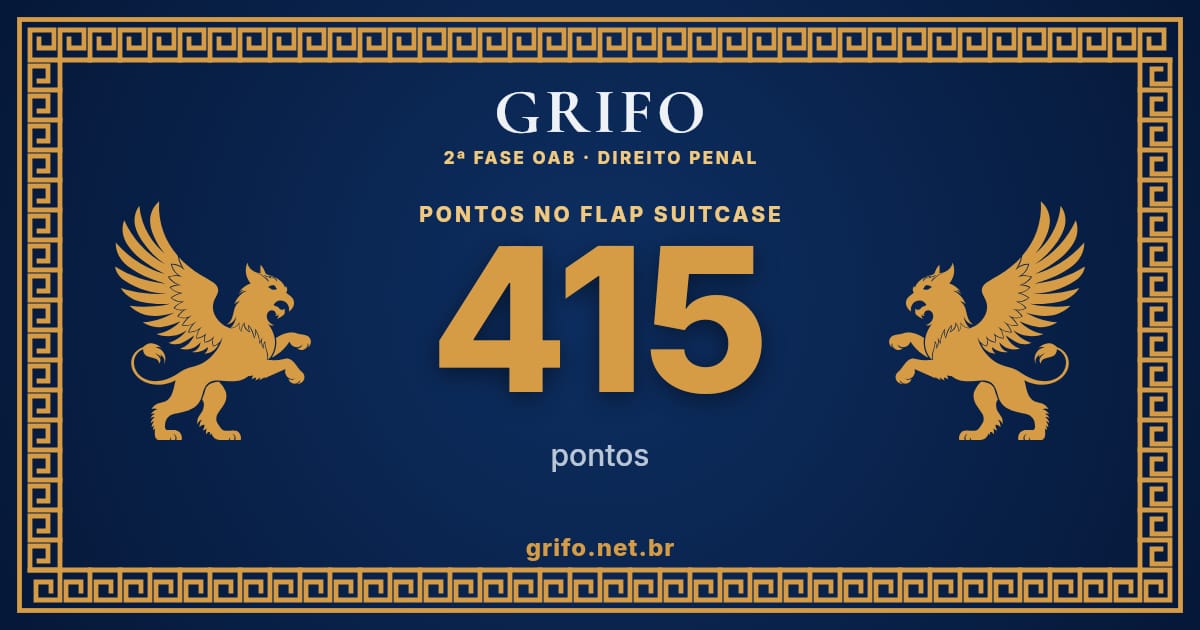 GRIFO
2ª FASE OAB · DIREITO PENAL
PONTOS NO FLAP SUITCASE
415
pontos
grifo.net.br